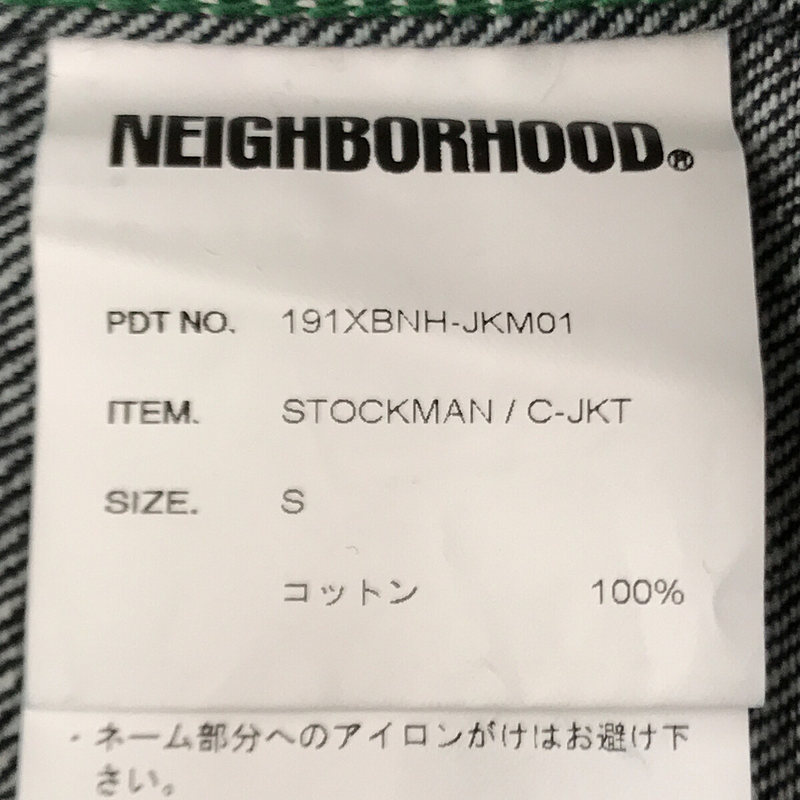 NEIGHBORHOOD®
PDT NO. 191XBNH-JKM01
ITEM. STOCKMAN / C-JKT
SIZE. S
コットン 100%
・ネーム部分へのアイロンがけはお避け下
さい。